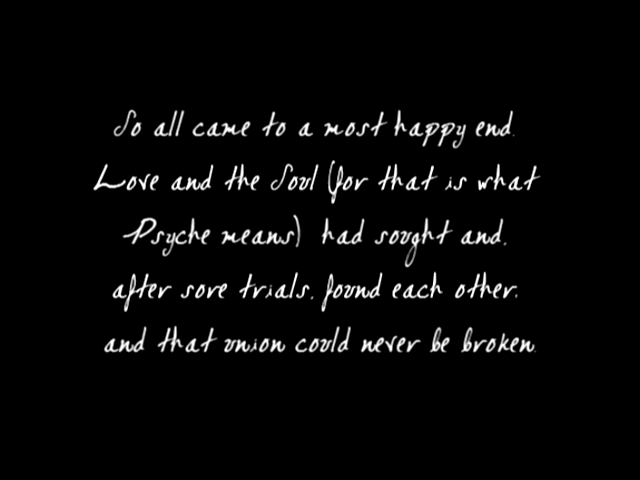 So all came to a most happy end.
Love and the Soul (for that is what
Psyche means) had sought and,
after sore trials, found each other;
and that union could never be broken.